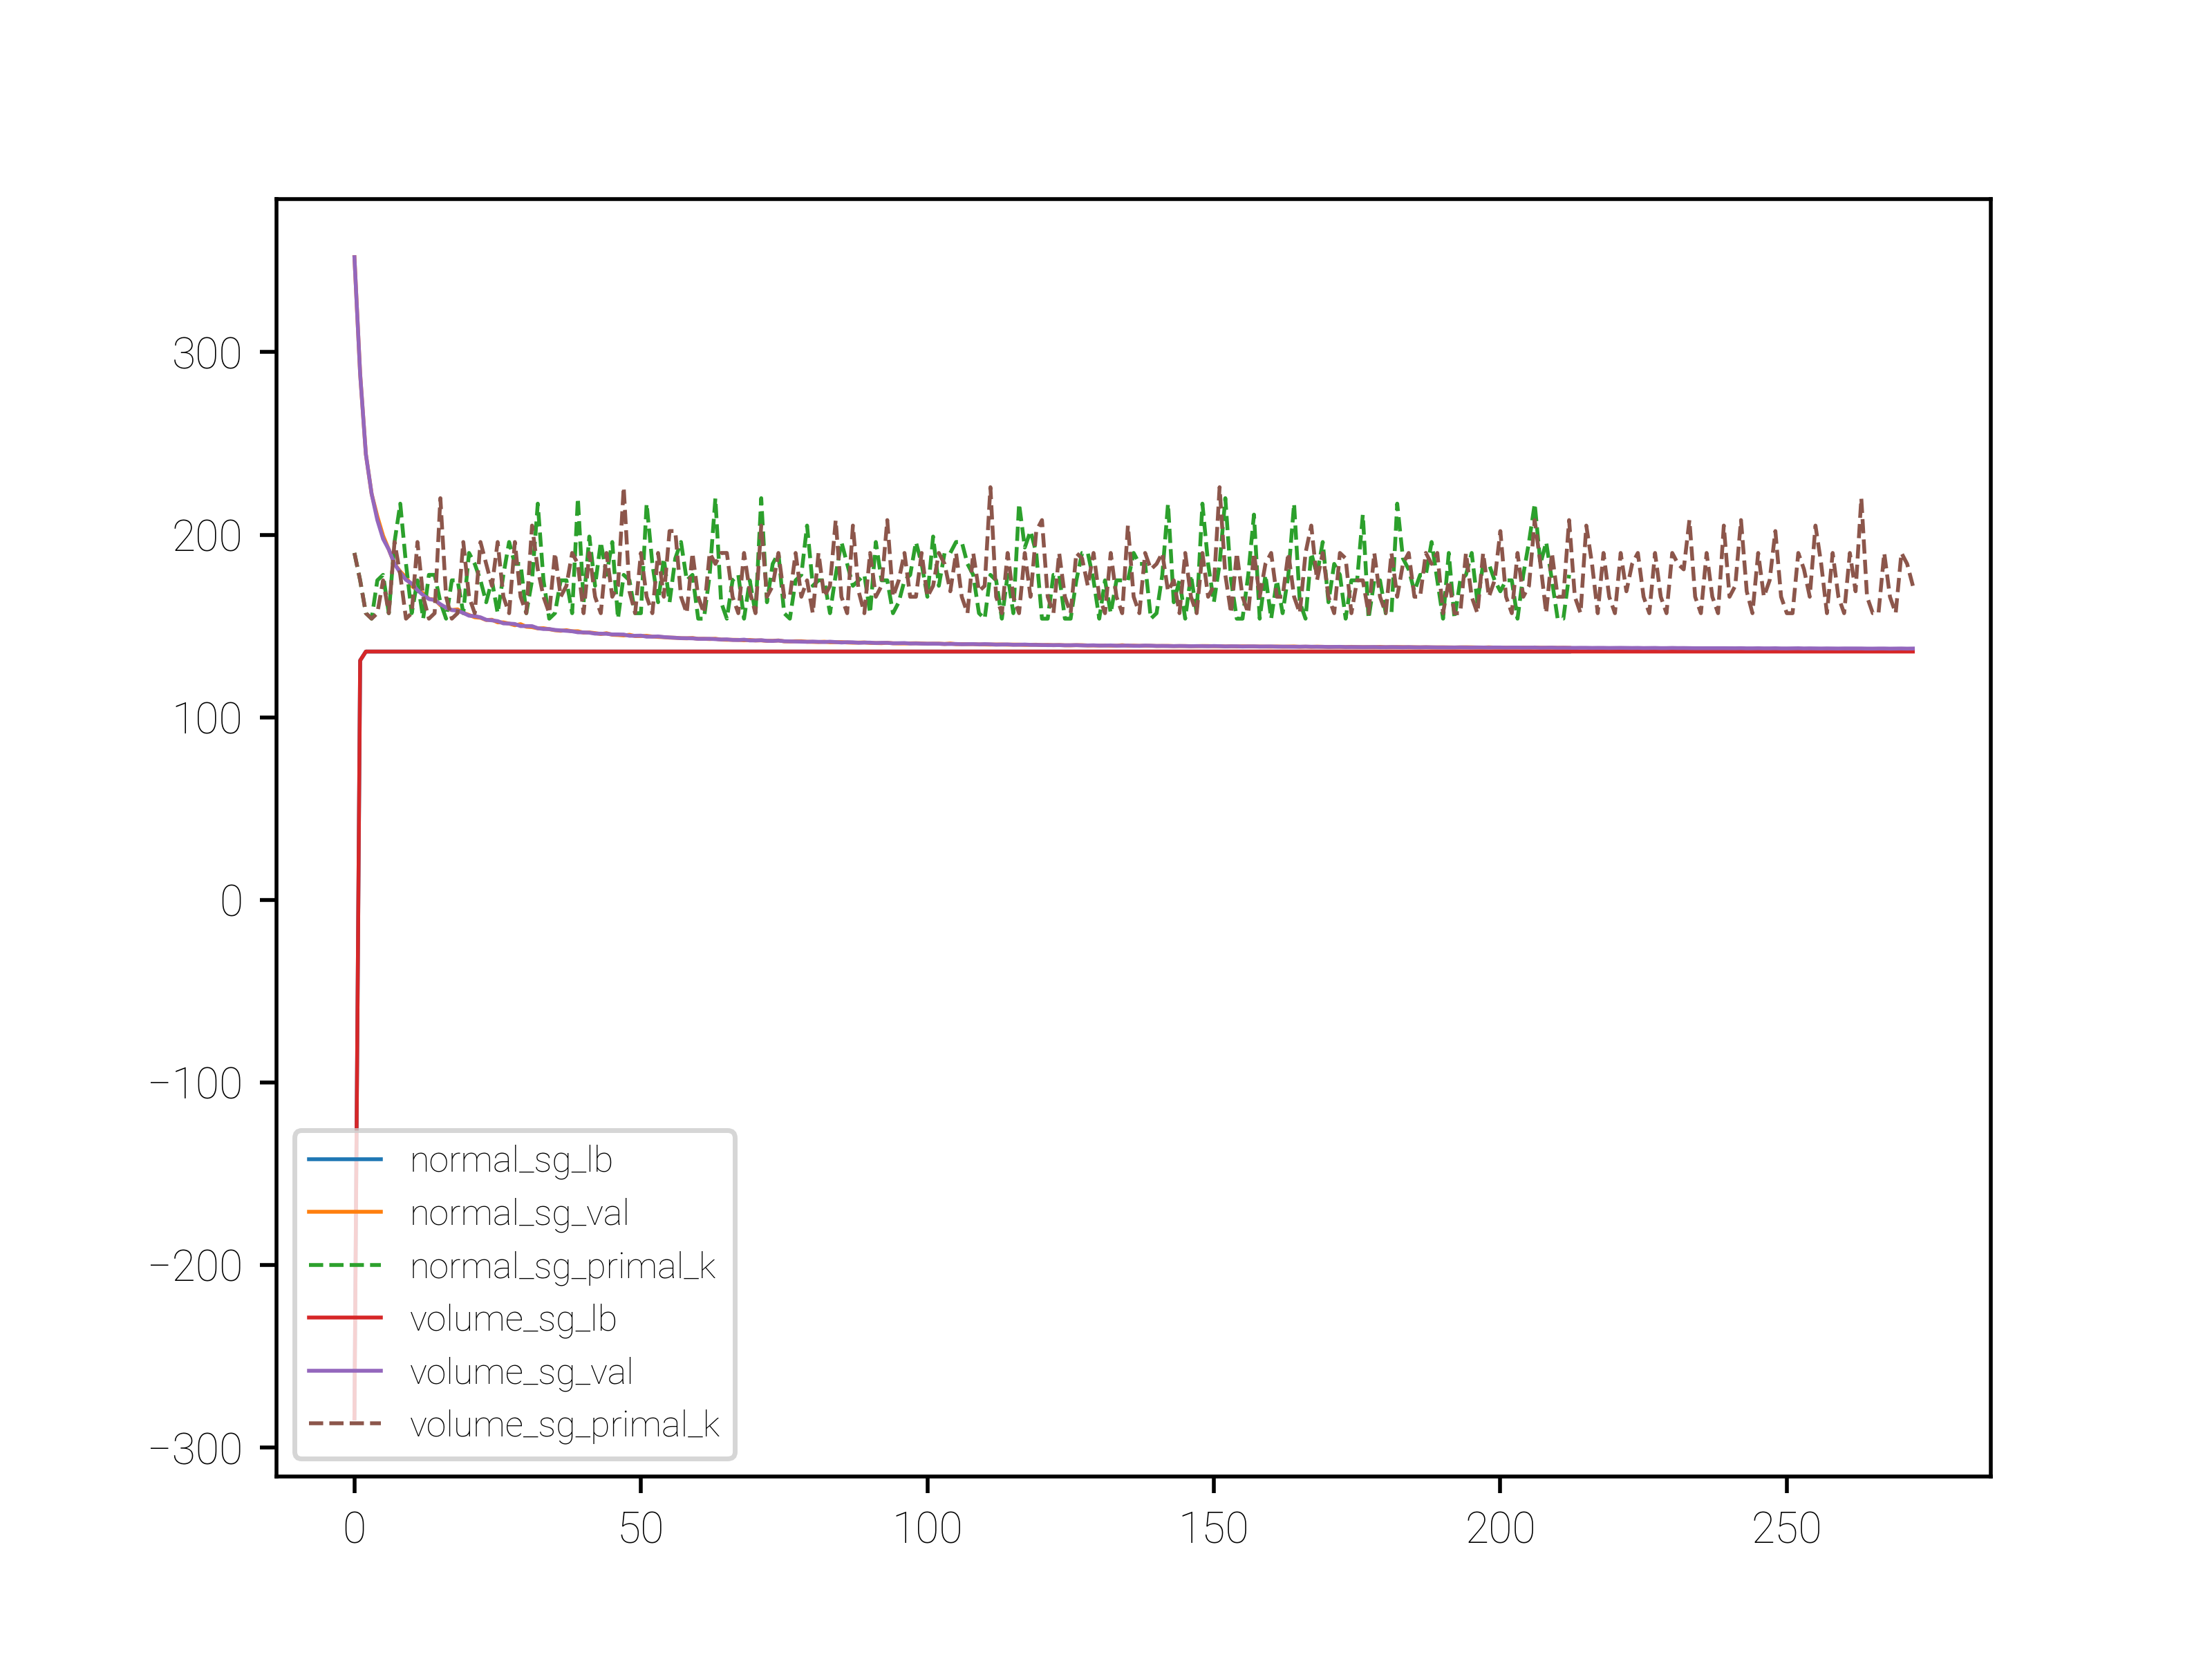 300
200
100
0
−100
−200
−300
normal_sg_lb
normal_sg_val
normal_sg_primal_k
volume_sg_lb
volume_sg_val
volume_sg_primal_k
0 50 100 150 200 250